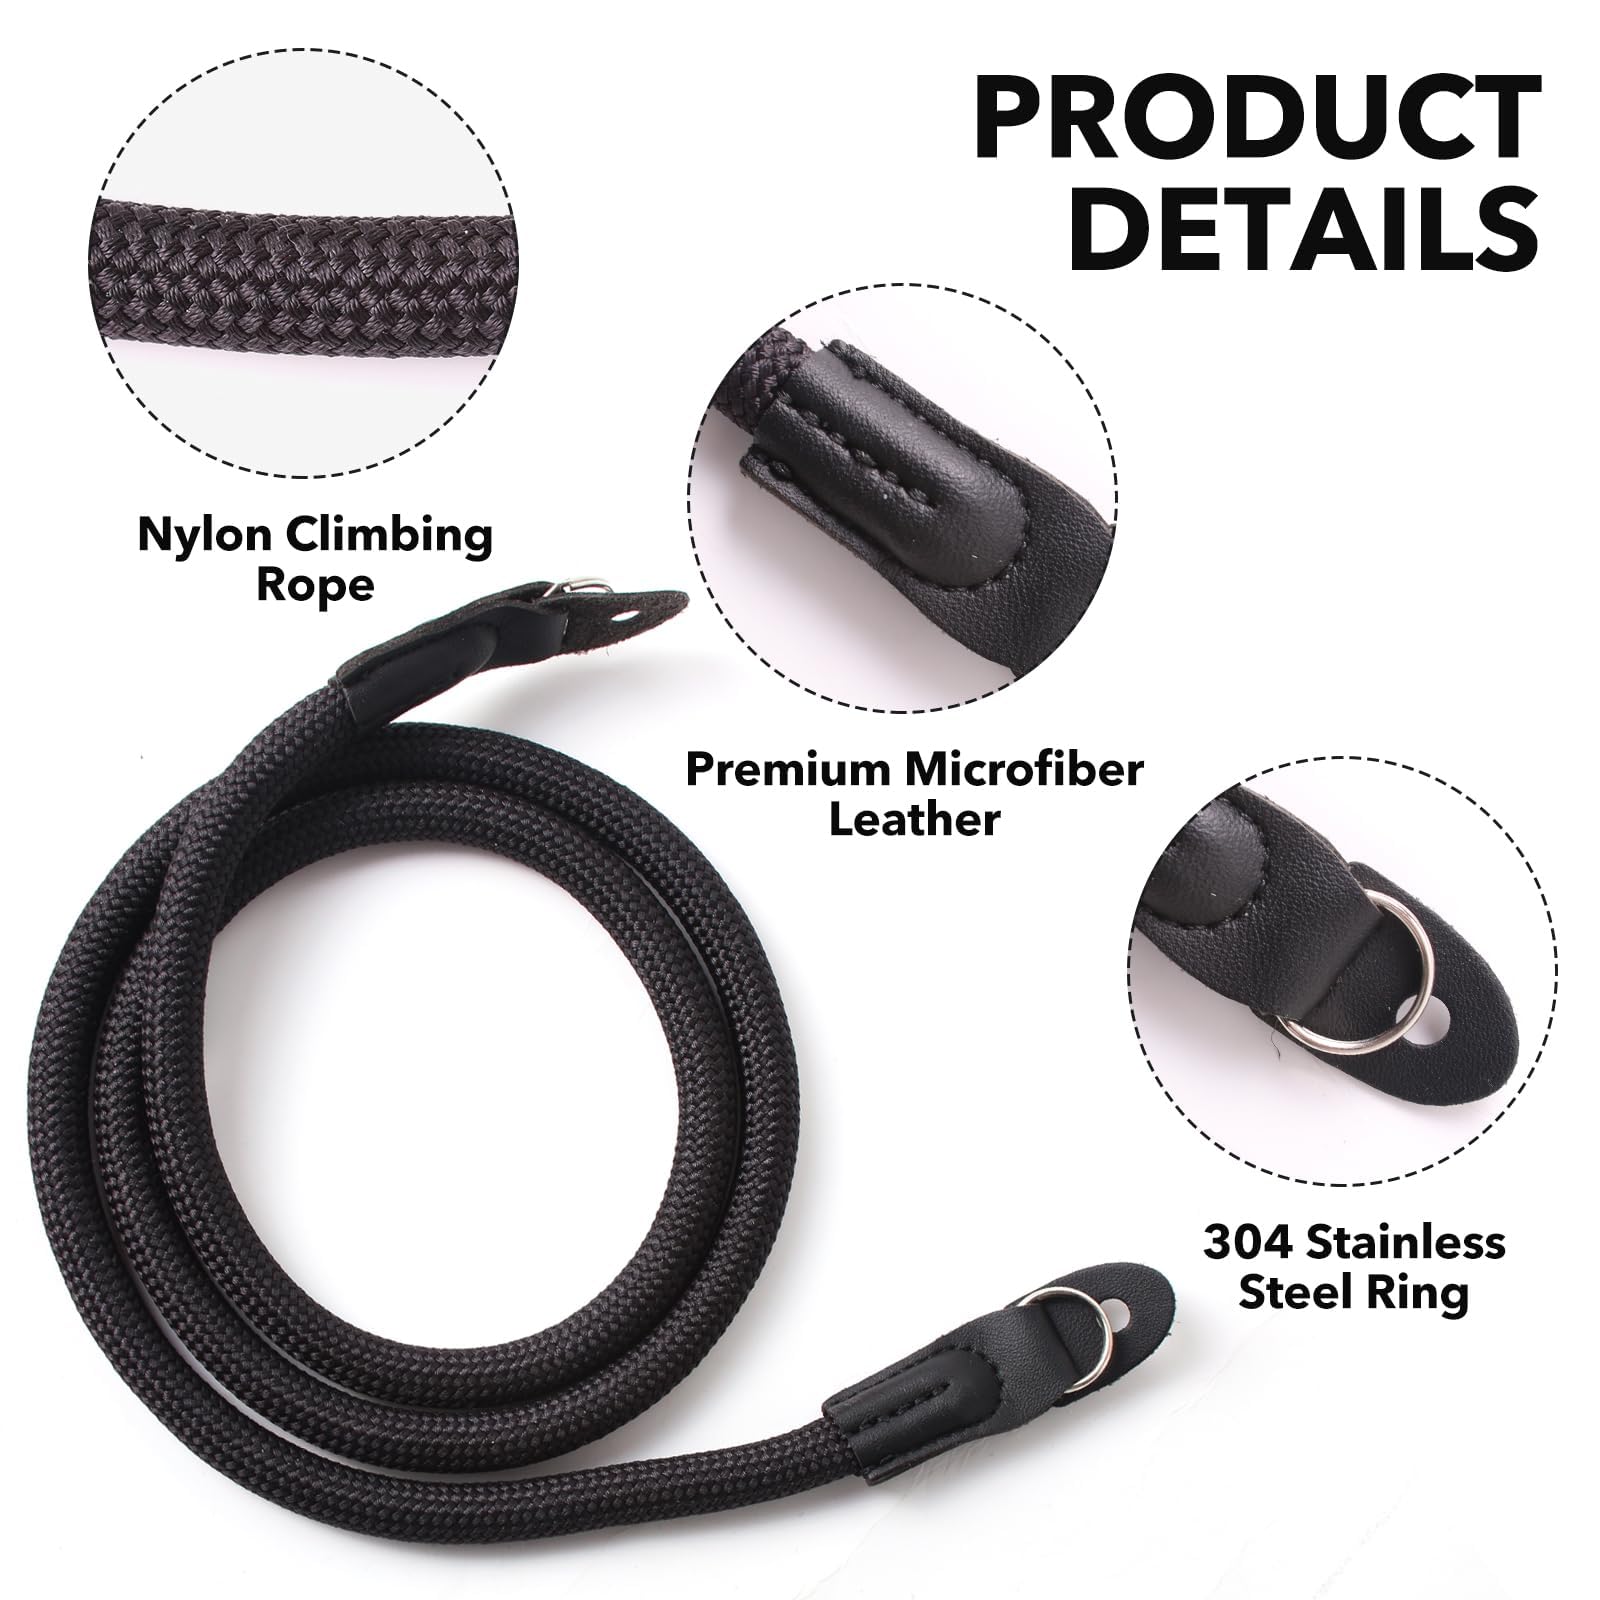 PRODUCT
DETAILS
Nylon Climbing
Rope
Premium Microfiber
Leather
304 Stainless
Steel Ring